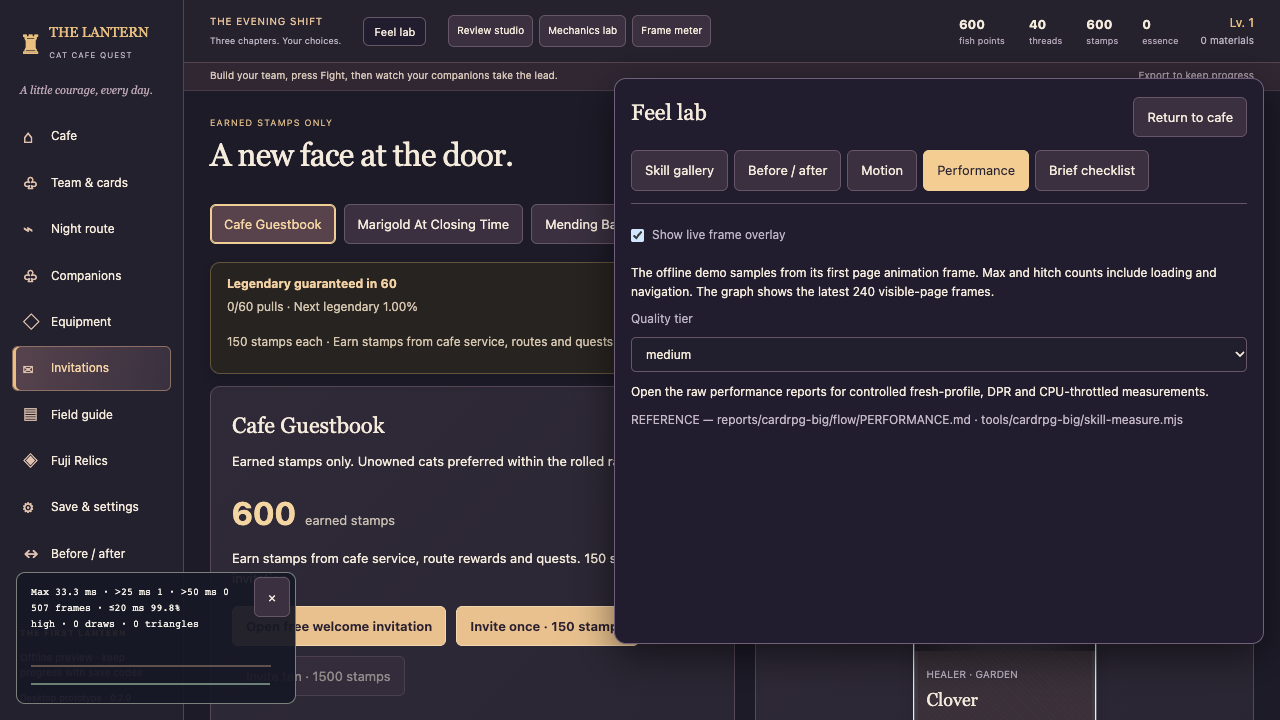 THE LANTERN
CAT CAFE QUEST
A little courage, every day.
Cafe
Team & cards
Night route
Companions
Equipment
Invitations
Field guide
Fuji Relics
Save & settings
Before / after
THE EVENING SHIFT
Three chapters. Your choices.
Feel lab
Review studio
Mechanics lab
Frame meter
600
fish points
40
threads
600
stamps
0
essence
Lv. 1
0 materials
Build your team, press Fight, then watch your companions take the lead.
Export to keep progress
EARNED STAMPS ONLY
A new face at the door.
Cafe Guestbook
Marigold At Closing Time
Mending Ba
Legendary guaranteed in 60
0/60 pulls · Next legendary 1.00%
150 stamps each · Earn stamps from cafe service, routes and quests
Cafe Guestbook
Earned stamps only. Unowned cats preferred within the rolled ra
600 earned stamps
Earn stamps from cafe service, route rewards and quests. 150 s
Open free welcome invitation
Invite once · 150 stamp
· 1500 stamps
Feel lab
Return to cafe
Skill gallery
Before / after
Motion
Performance
Brief checklist
Show live frame overlay
The offline demo samples from its first page animation frame. Max and hitch counts include loading and
navigation. The graph shows the latest 240 visible-page frames.
Quality tier
medium
Open the raw performance reports for controlled fresh-profile, DPR and CPU-throttled measurements.
REFERENCE — reports/cardrpg-big/flow/PERFORMANCE.md · tools/cardrpg-big/skill-measure.mjs
Max 33.3 ms · >25 ms 1 · >50 ms 0
507 frames · ≤20 ms 99.8%
high · 0 draws · 0 triangles
×
HEALER · GARDEN
Clover